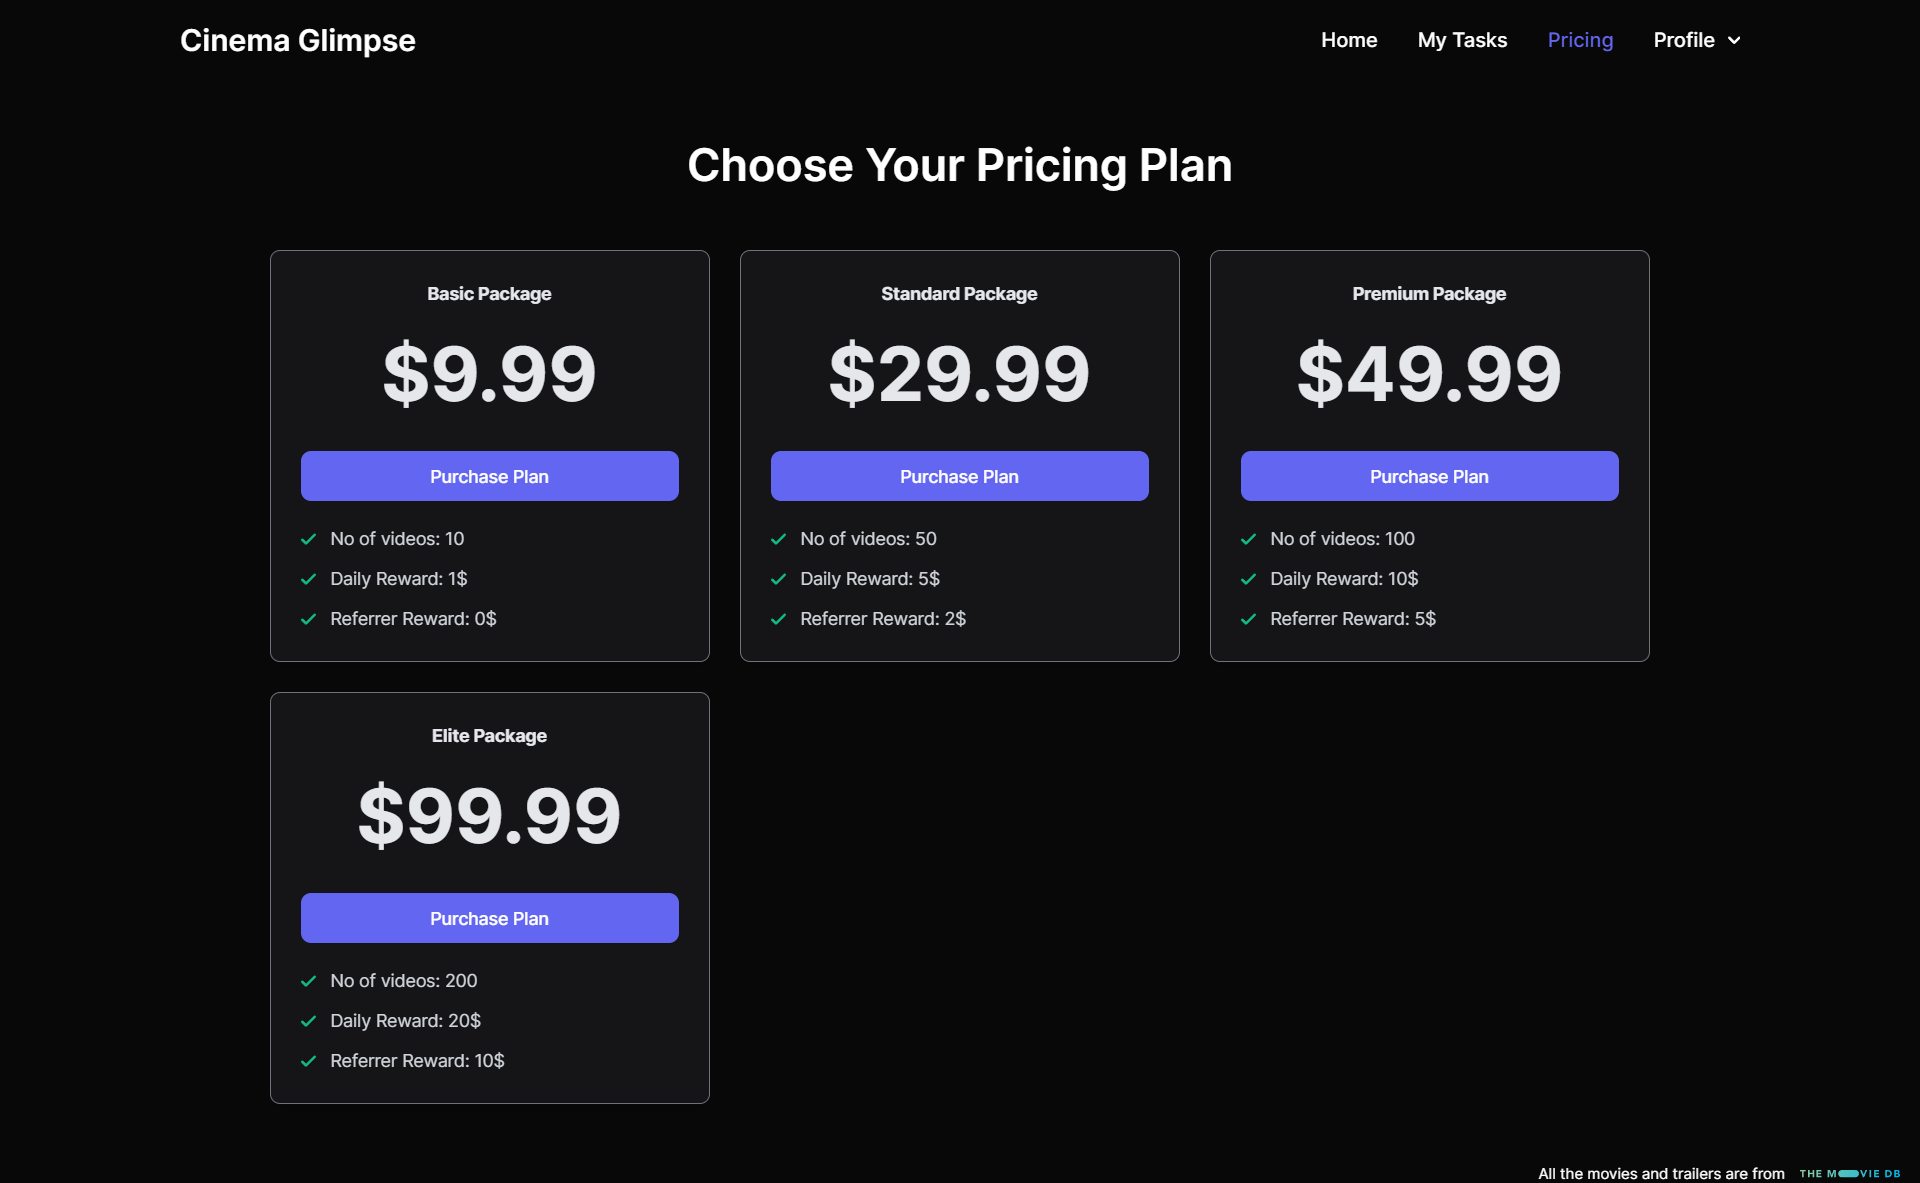 Cinema Glimpse
Home
My Tasks
Pricing
Profile
Choose Your Pricing Plan
Basic Package
$9.99
Purchase Plan
No of videos: 10
Daily Reward: 1$
Referrer Reward: 0$
Standard Package
$29.99
Purchase Plan
No of videos: 50
Daily Reward: 5$
Referrer Reward: 2$
Premium Package
$49.99
Purchase Plan
No of videos: 100
Daily Reward: 10$
Referrer Reward: 5$
Elite Package
$99.99
Purchase Plan
No of videos: 200
Daily Reward: 20$
Referrer Reward: 10$
All the movies and trailers are from THE MOVIE DB